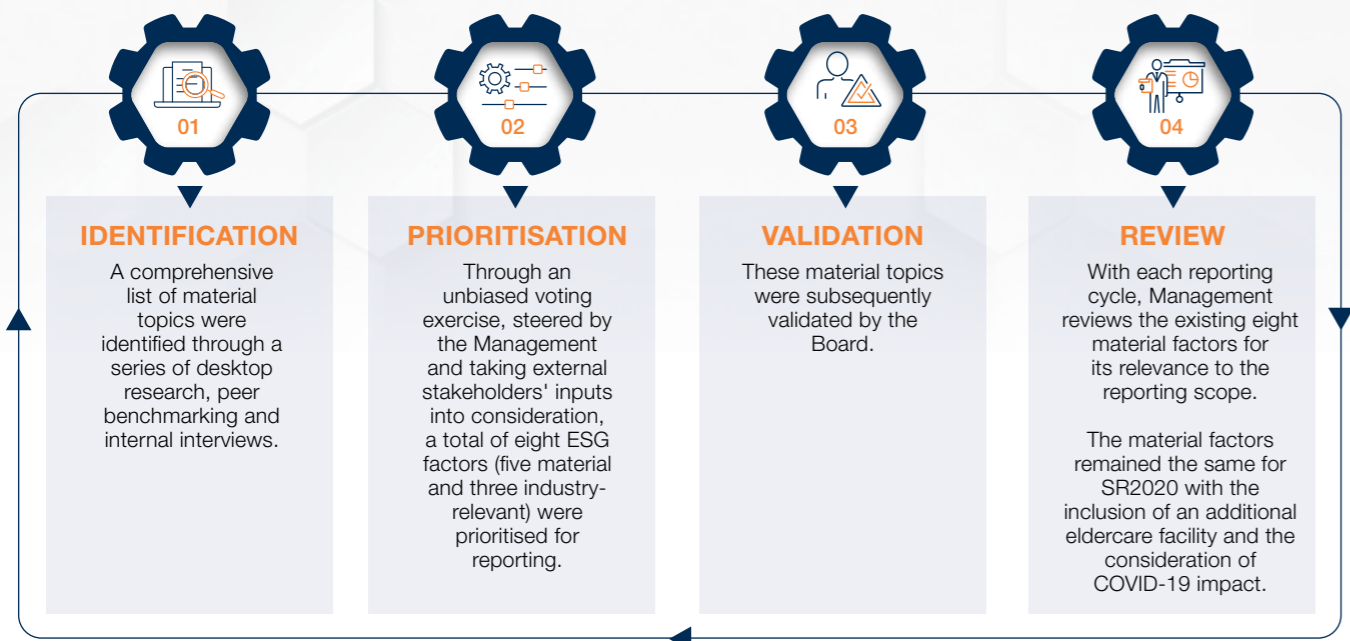 01
IDENTIFICATION
A comprehensive
list of material
topics were
identified through a
series of desktop
research, peer
benchmarking and
internal interviews.
02
PRIORITISATION
Through an
unbiased voting
exercise, steered by
the Management
and taking external
stakeholders' inputs
into consideration,
a total of eight ESG
factors (five material
and three industry-
relevant) were
prioritised for
reporting.
03
VALIDATION
These material topics
were subsequently
validated by the
Board.
04
REVIEW
With each reporting
cycle, Management
reviews the existing eight
material factors for
its relevance to the
reporting scope.
The material factors
remained the same for
SR2020 with the
inclusion of an additional
eldercare facility and the
consideration of
COVID-19 impact.